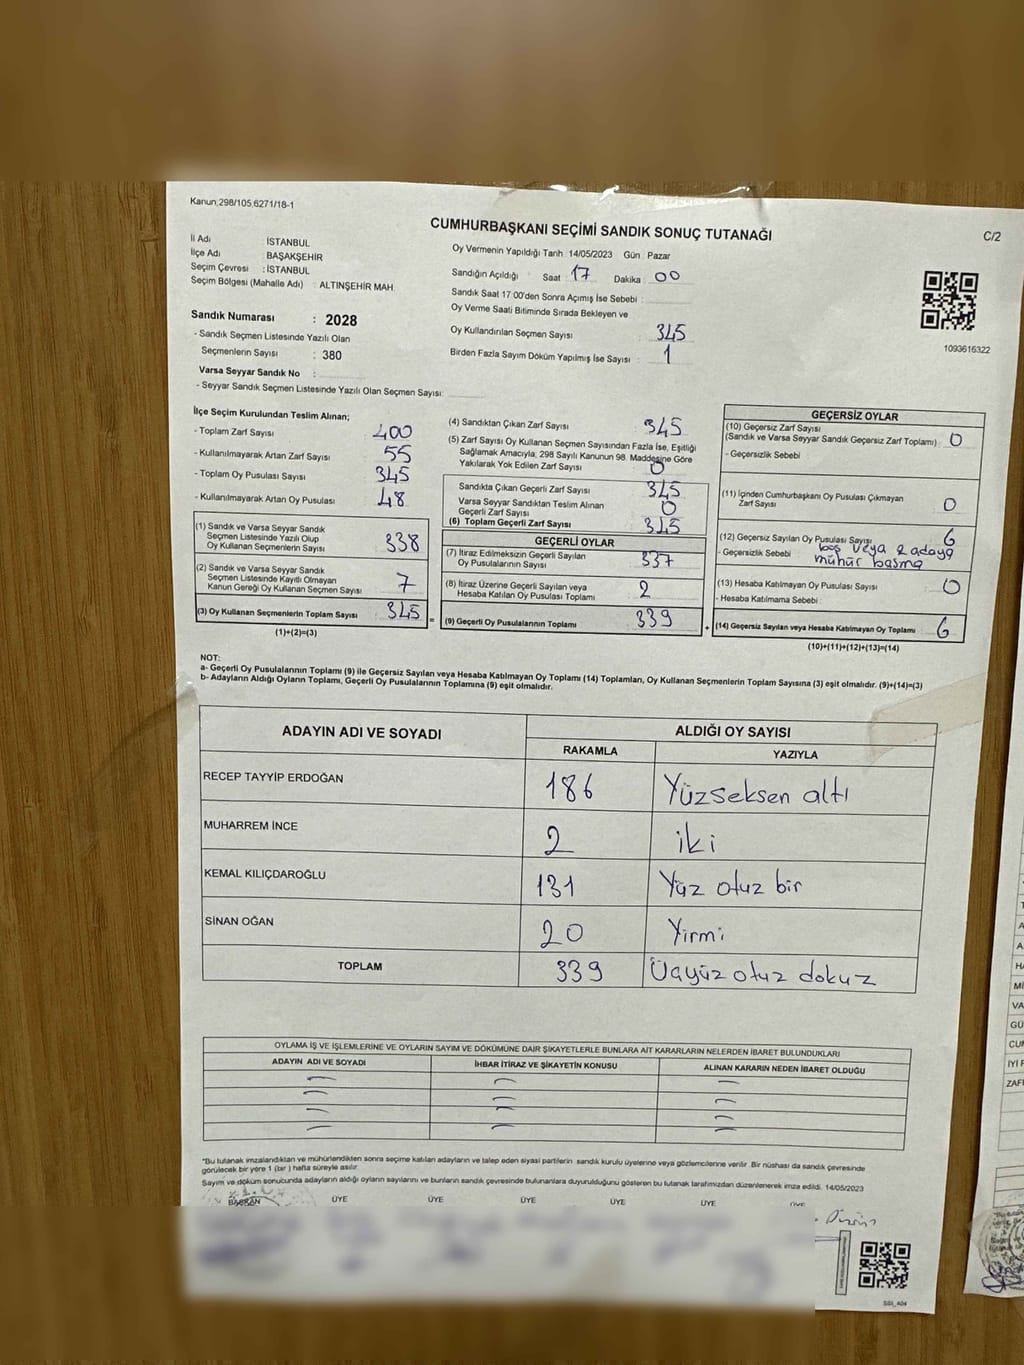 Kanun,298/105,6271/18-1
CUMHURBAŞKANI SEÇİMİ SANDIK SONUÇ TUTANAĞI
C/2
İl Adı İSTANBUL
İlçe Adı BAŞAKŞEHİR
Seçim Çevresi : İSTANBUL
Seçim Bölgesi (Mahalle Adı) : ALTINŞEHİR MAH.
Oy Vermenin Yapıldığı Tarih 14/05/2023 Gün Pazar
Sandığın Açıldığı Saat 17 Dakika 00
Sandık Saat 17:00'den Sonra Açımış İse Sebebi :
Oy Verme Saati Bitiminde Sırada Bekleyen ve
Oy Kullandırılan Seçmen Sayısı : 345
Birden Fazla Sayım Döküm Yapılmış İse Sayısı : 1
1093616322
Sandık Numarası : 2028
- Sandık Seçmen Listesinde Yazılı Olan
Seçmenlerin Sayısı : 380
Varsa Seyyar Sandık No :
- Seyyar Sandık Seçmen Listesinde Yazılı Olan Seçmen Sayısı:
İlçe Seçim Kurulundan Teslim Alınan;
- Toplam Zarf Sayısı 400
- Kullanılmayarak Artan Zarf Sayısı 55
- Toplam Oy Pusulası Sayısı 345
- Kullanılmayarak Artan Oy Pusulası 48
(1) Sandık ve Varsa Seyyar Sandık
Seçmen Listesinde Yazılı Olup
Oy Kullanan Seçmenlerin Sayısı 338
(2) Sandık ve Varsa Seyyar Sandık
Seçmen Listesinde Kayıtlı Olmayan
Kanun Gereği Oy Kullanan Seçmen Sayısı 7
(3) Oy Kullanan Seçmenlerin Toplam Sayısı 345
(1)+(2)=(3)
(4) Sandıktan Çıkan Zarf Sayısı 345
(5) Zarf Sayısı Oy Kullanan Seçmen Sayısından Fazla İse, Eşitliği
Sağlamak Amacıyla; 298 Sayılı Kanunun 98. Maddesine Göre
Yakılarak Yok Edilen Zarf Sayısı 0
Sandıkta Çıkan Geçerli Zarf Sayısı 345
Varsa Seyyar Sandıktan Teslim Alınan
Geçerli Zarf Sayısı 0
(6) Toplam Geçerli Zarf Sayısı 345
GEÇERLİ OYLAR
(7) İtiraz Edilmeksizin Geçerli Sayılan
Oy Pusulalarının Sayısı 337
(8) İtiraz Üzerine Geçerli Sayılan veya
Hesaba Katılan Oy Pusulası Toplamı 2
= (9) Geçerli Oy Pusulalarının Toplamı 339
GEÇERSİZ OYLAR
(10) Geçersiz Zarf Sayısı
(Sandık ve Varsa Seyyar Sandık Geçersiz Zarf Toplamı) 0
- Geçersizlik Sebebi
(11) İçinden Cumhurbaşkanı Oy Pusulası Çıkmayan
Zarf Sayısı 0
(12) Geçersiz Sayılan Oy Pusulası Sayısı 6
- Geçersizlik Sebebi boş veya 2 adaya
mühür basma
(13) Hesaba Katılmayan Oy Pusulası Sayısı 0
- Hesaba Katılmama Sebebi :
+ (14) Geçersiz Sayılan veya Hesaba Katılmayan Oy Toplamı 6
(10)+(11)+(12)+(13)=(14)
NOT:
a- Geçerli Oy Pusulalarının Toplamı (9) ile Geçersiz Sayılan veya Hesaba Katılmayan Oy Toplamı (14) Toplamları, Oy Kullanan Seçmenlerin Toplam Sayısına (3) eşit olmalıdır. (9)+(14)=(3)
b- Adayların Aldığı Oyların Toplamı, Geçerli Oy Pusulalarının Toplamına (9) eşit olmalıdır.
ADAYIN ADI VE SOYADI ALDIĞI OY SAYISI
RAKAMLA YAZIYLA
RECEP TAYYİP ERDOĞAN 186 Yüzseksen altı
MUHARREM İNCE 2 iki
KEMAL KILIÇDAROĞLU 131 Yüz otuz bir
SİNAN OĞAN 20 Yirmi
TOPLAM 339 Üçyüz otuz dokuz
OYLAMA İŞ VE İŞLEMLERİNE VE OYLARIN SAYIM VE DÖKÜMÜNE DAİR ŞİKAYETLERLE BUNLARA AİT KARARLARIN NELERDEN İBARET BULUNDUKLARI
ADAYIN ADI VE SOYADI İHBAR İTİRAZ VE ŞİKAYETİN KONUSU ALINAN KARARIN NEDEN İBARET OLDUĞU
*Bu tutanak imzalandıktan ve mühürlendikten sonra seçime katılan adayların ve talep eden siyasi partilerin sandık kurulu üyelerine veya gözlemcilerine verilir. Bir nüshası da sandık çevresinde
görülecek bir yere 1 (bir ) hafta süreyle asılır.
Sayım ve döküm sonucunda adayların aldığı oyların sayılarını ve bunların sandık çevresinde bulunanlara duyurulduğunu gösteren bu tutanak tarafımızdan düzenlenerek imza edildi. 14/05/2023
BAŞKAN ÜYE ÜYE ÜYE ÜYE ÜYE ÜYE
SSI_404